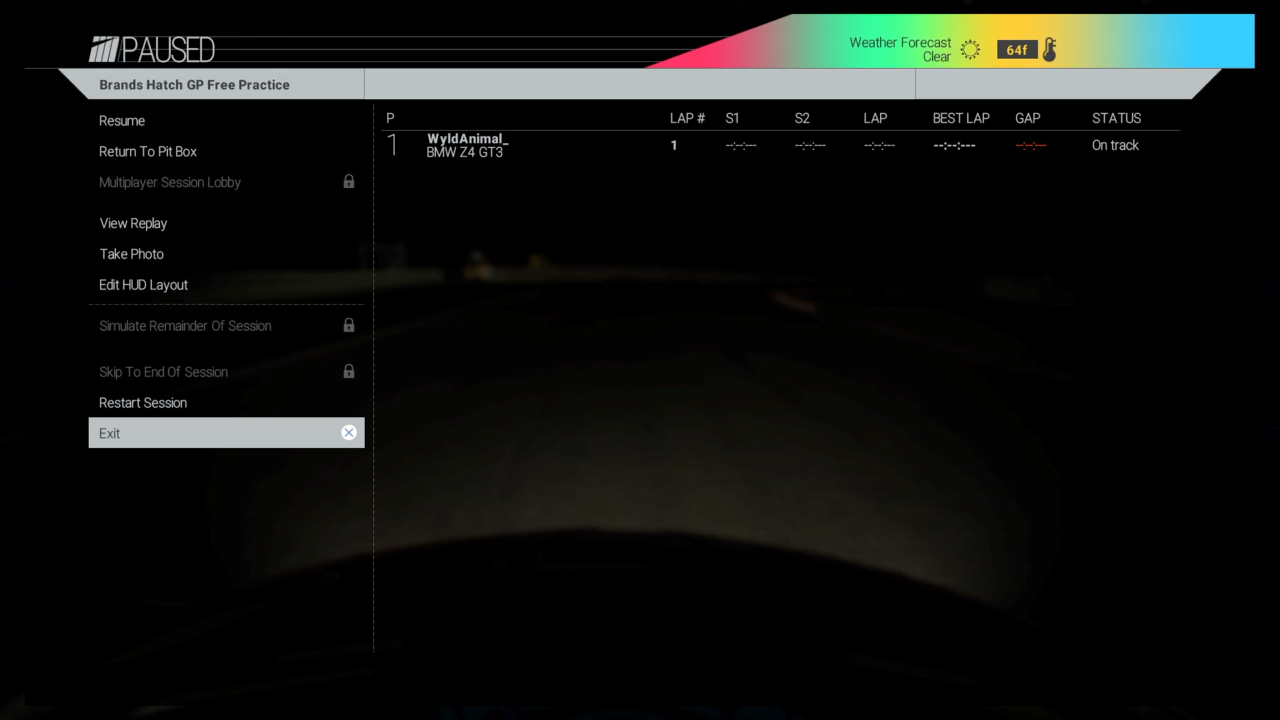 PAUSED
Weather Forecast
Clear
64f
Brands Hatch GP Free Practice
Resume
Return To Pit Box
Multiplayer Session Lobby
View Replay
Take Photo
Edit HUD Layout
Simulate Remainder Of Session
Skip To End Of Session
Restart Session
Exit
P LAP # S1 S2 LAP BEST LAP GAP STATUS
1 WyldAnimal_ 1 --:--:--- --:--:--- --:--:--- --:--:--- --:--:--- On track
BMW Z4 GT3